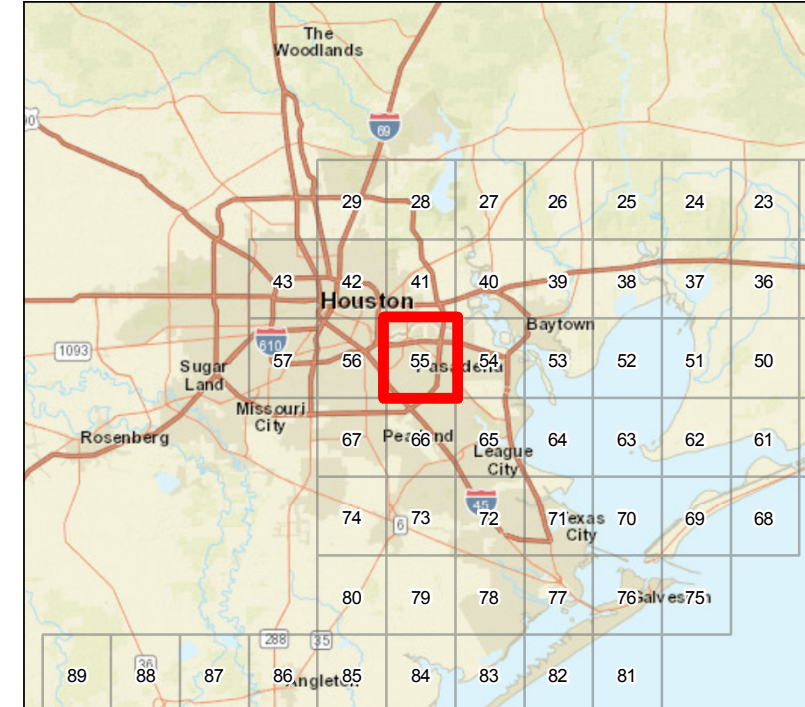 The
Woodlands
69
29 28 27 26 25 24 23
43 42 41 40 39 38 37 36
Houston
Baytown
610
1093
57 56 55 54 53 52 51 50
Pasadena
Sugar
Land
Missouri
City
Rosenberg
67 66 65 64 63 62 61
Pearland
League
City
45
74 73 72 71 70 69 68
6
Texas
City
80 79 78 77 76 75
Galveston
288 35
36
89 88 87 86 85 84 83 82 81
Angleton